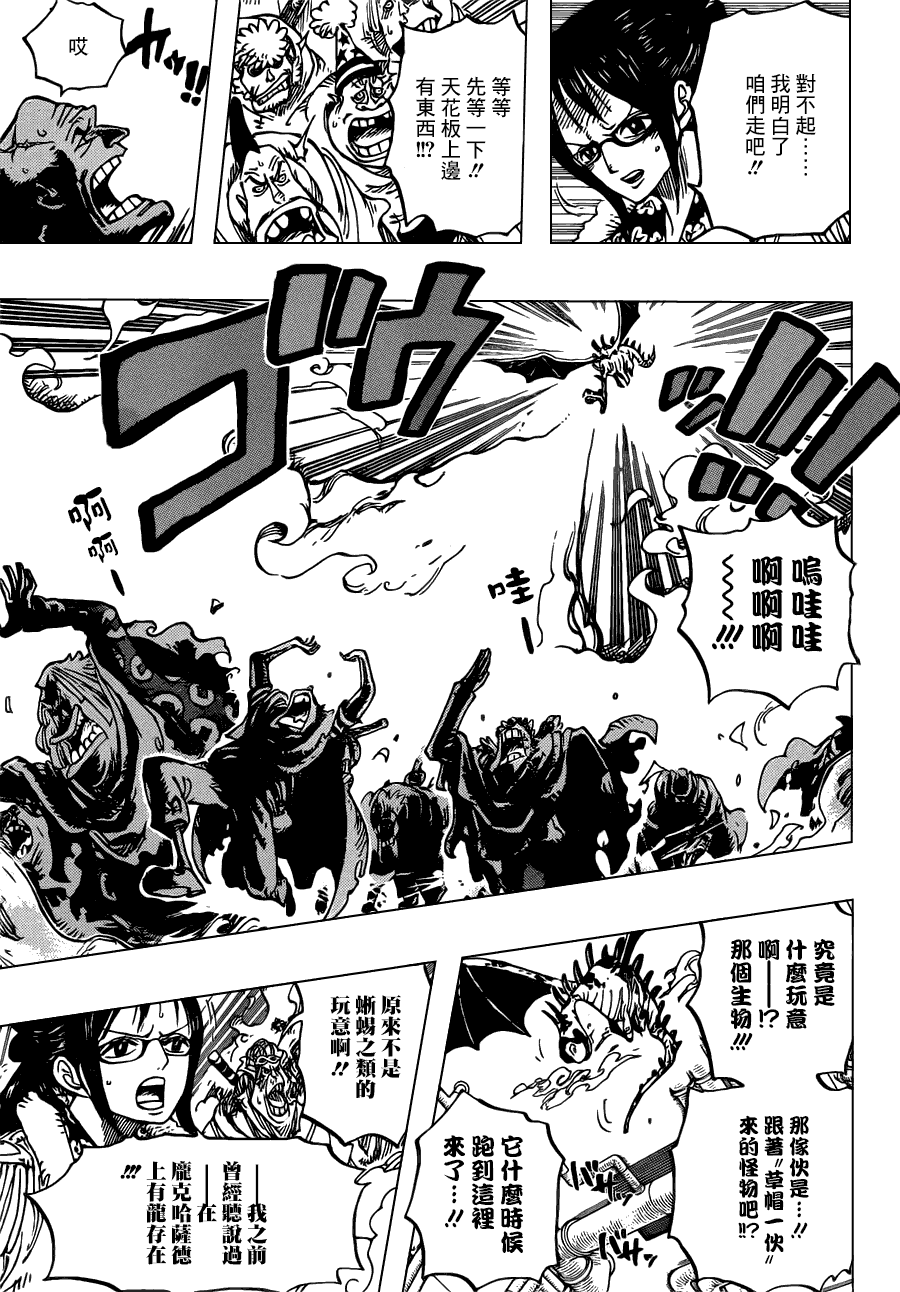 對不起……
我明白了
咱們走吧!!
等等
先等一下!!
天花板上邊
有東西!!!?
哎
ゴゥ
嗚哇哇
啊啊啊
~~!!!
哇
啊
啊
究竟是
什麼玩意
啊——!?
那個生物!!!
那傢伙是…!!
跟著“草帽一伙”
來的怪物吧!!?
它什麼時候
跑到這裡
來了…!!
原來不是
蜥蜴之類的
玩意啊!!
——我之前
曾經聽說過
——在
龐克哈薩德
上有龍存在
!!!